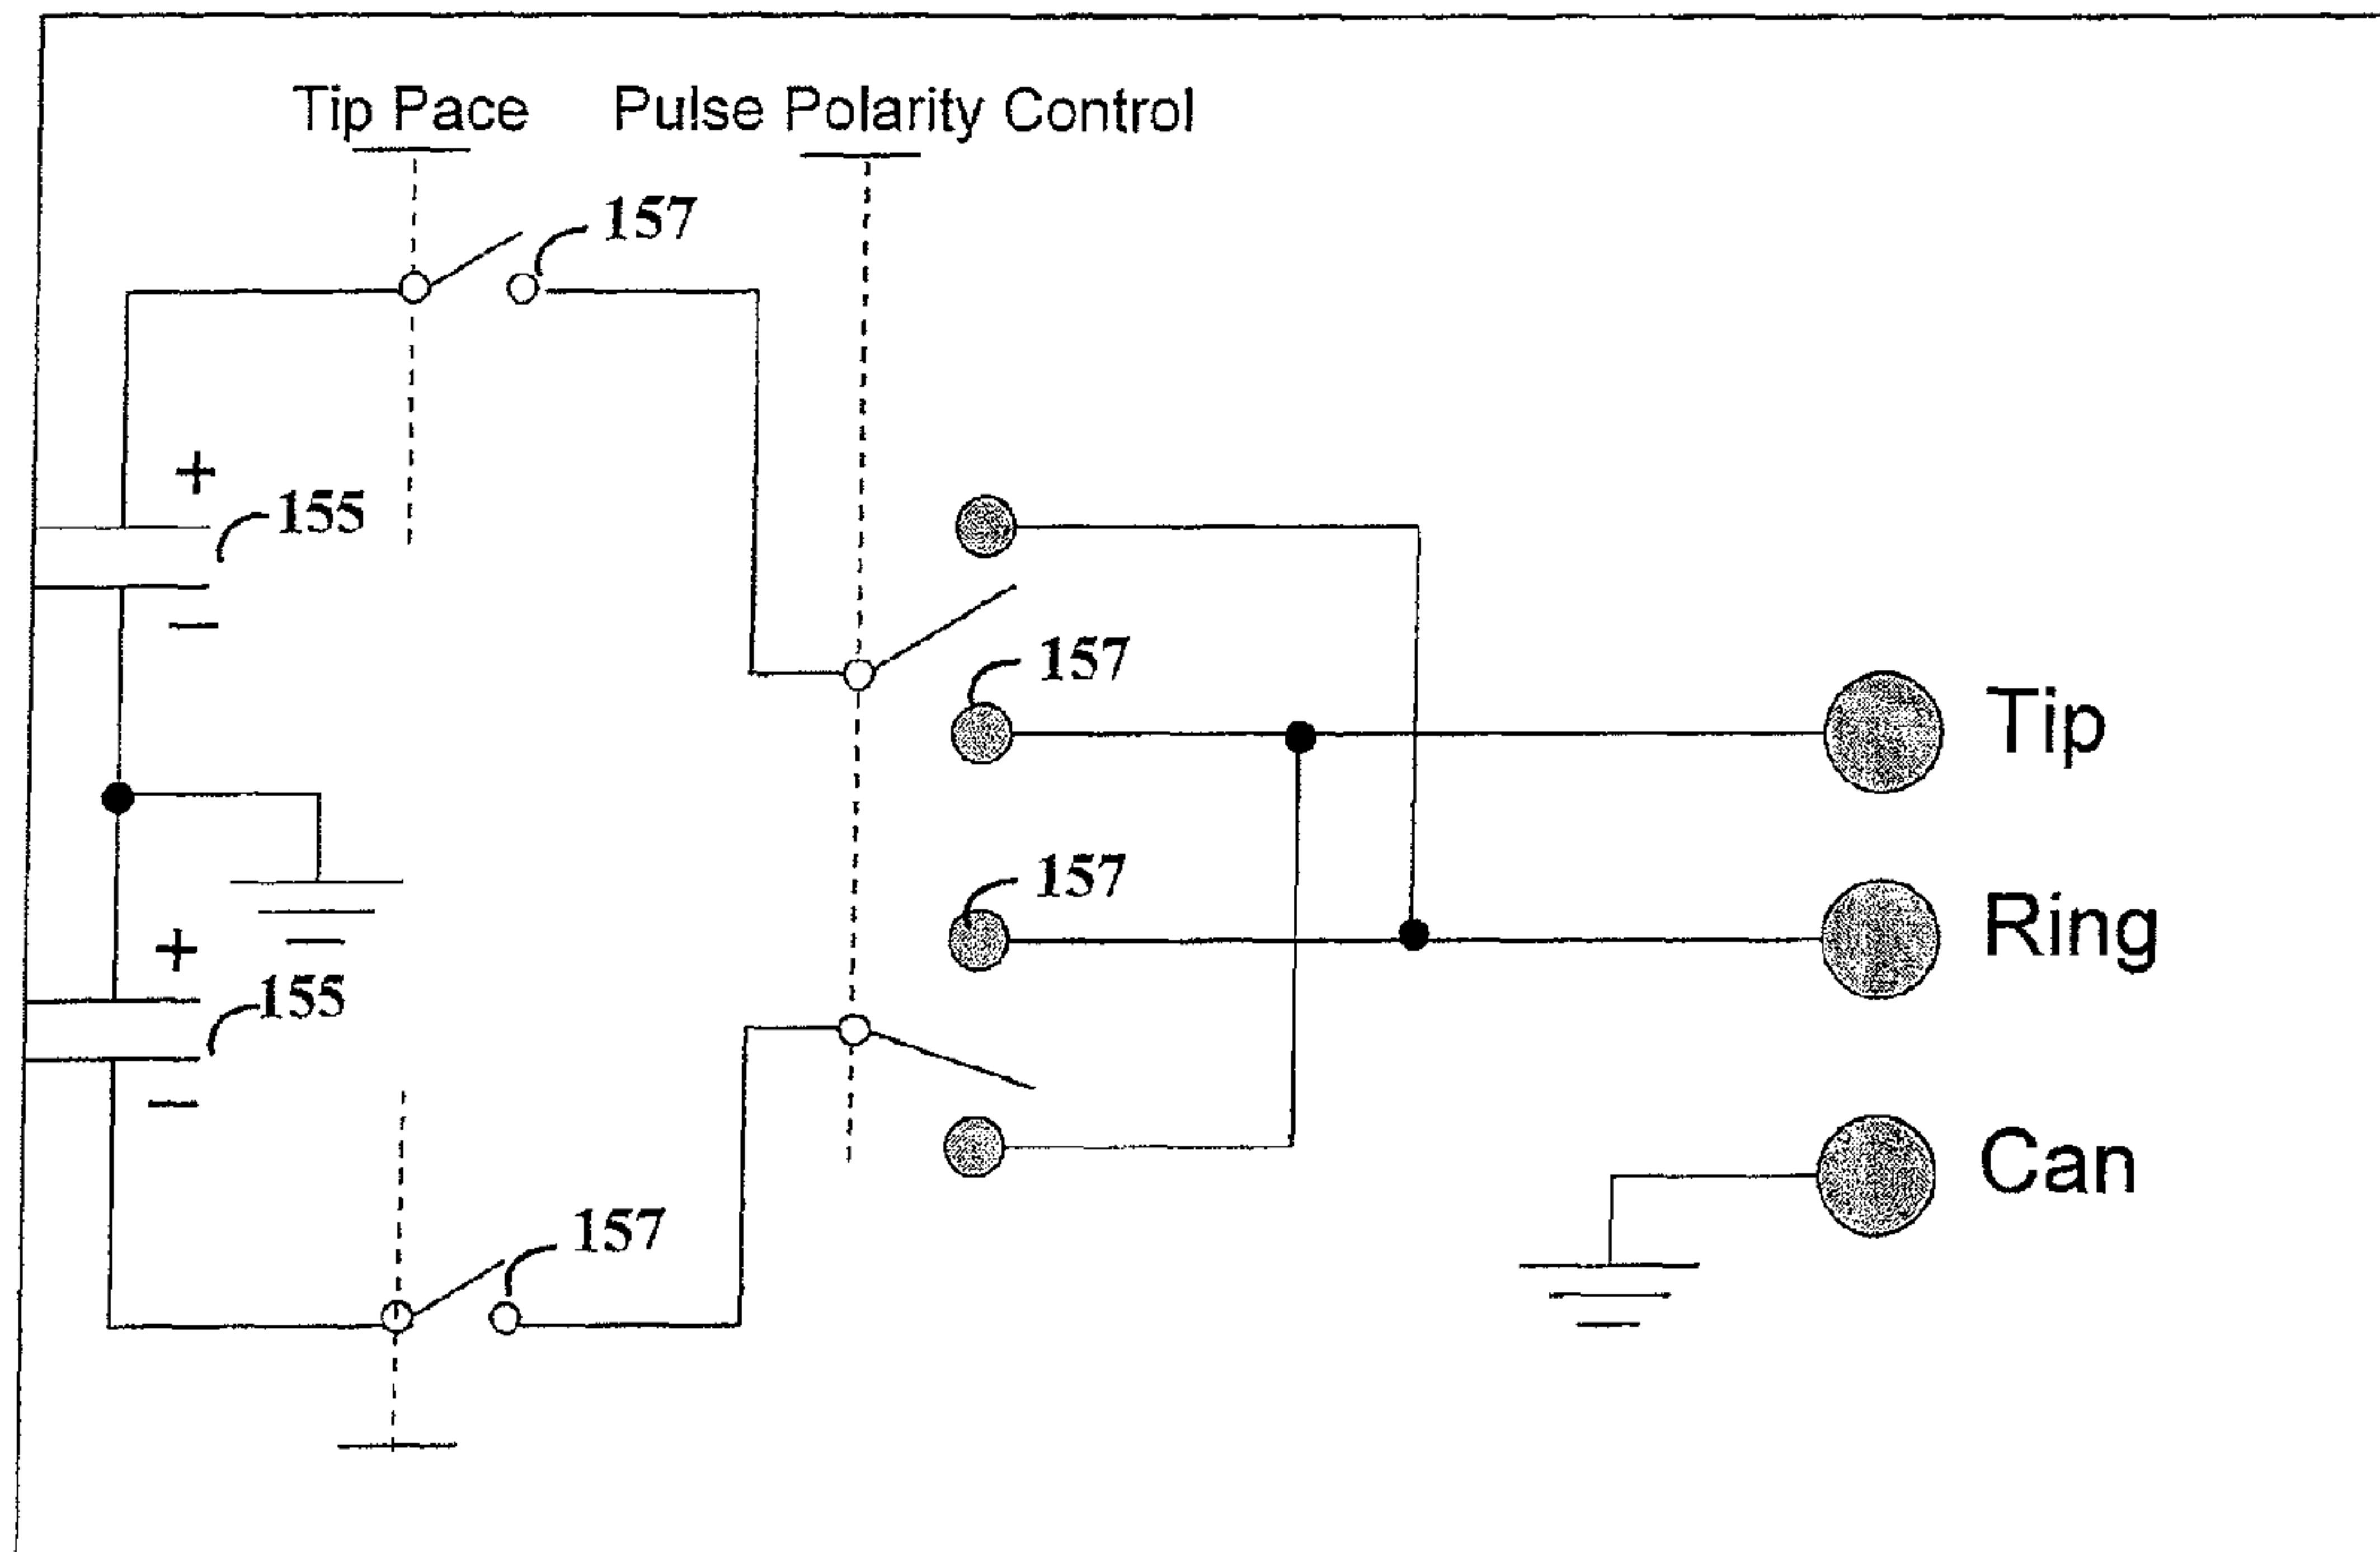 Tip Pace Pulse Polarity Control
157
+
155
–
157
Tip
157
Ring
+
155
–
Can
157